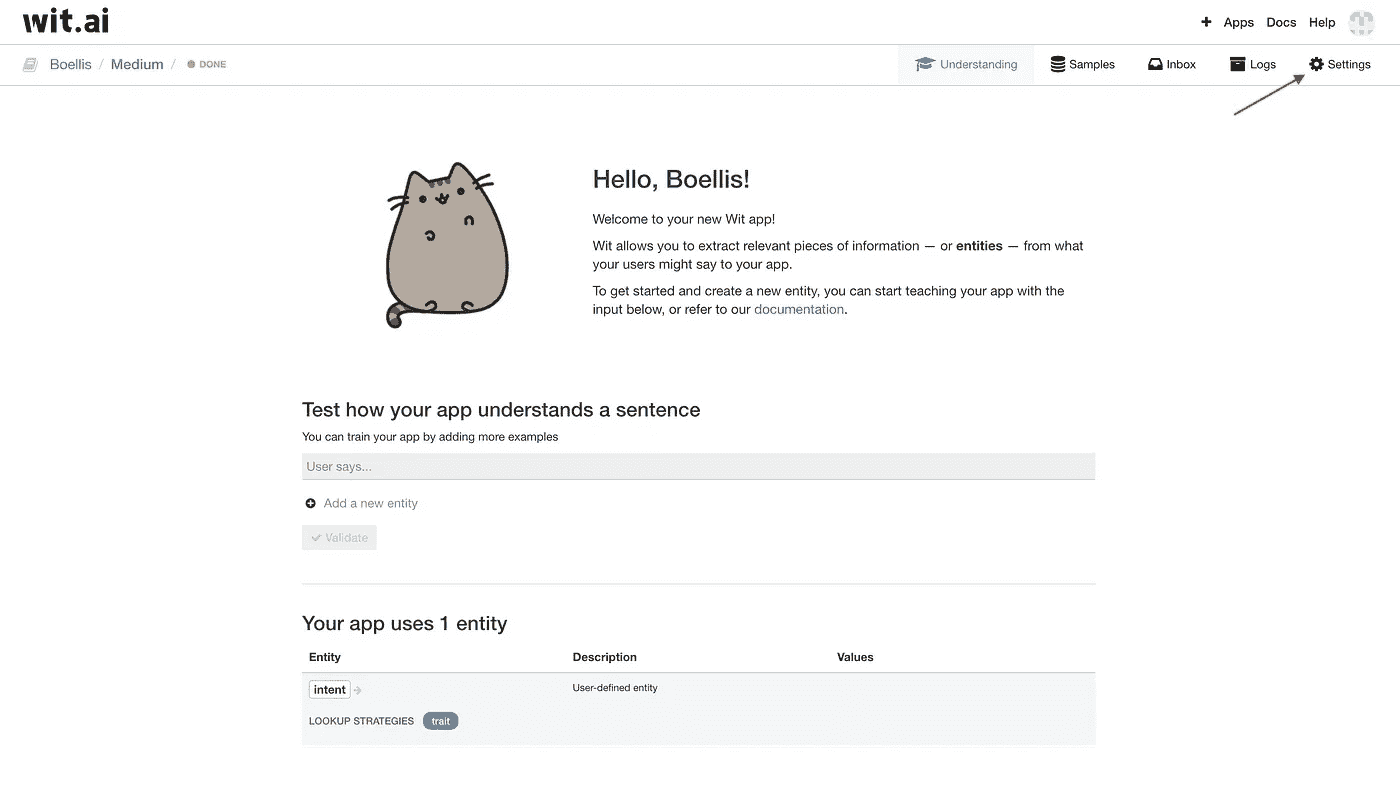 wit.ai
Apps Docs Help
Boellis / Medium / DONE
Understanding Samples Inbox Logs Settings
Hello, Boellis!
Welcome to your new Wit app!
Wit allows you to extract relevant pieces of information — or entities — from what
your users might say to your app.
To get started and create a new entity, you can start teaching your app with the
input below, or refer to our documentation.
Test how your app understands a sentence
You can train your app by adding more examples
User says...
Add a new entity
Validate
Your app uses 1 entity
Entity Description Values
intent User-defined entity
LOOKUP STRATEGIES trait